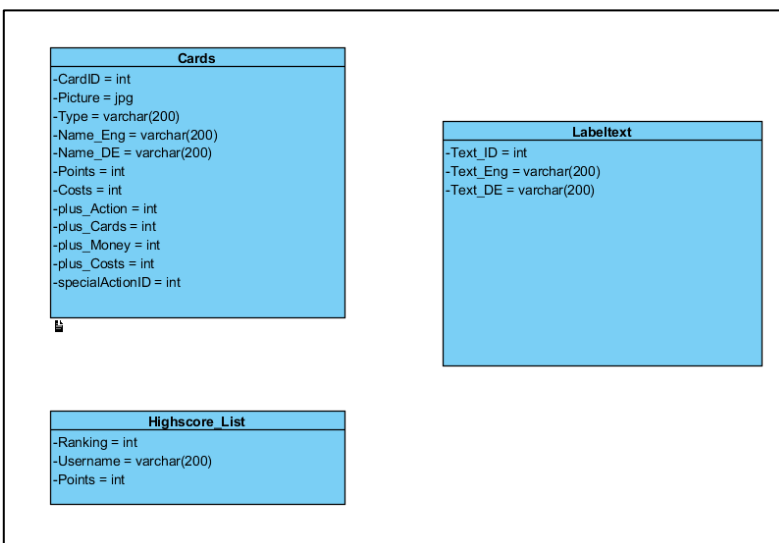 Cards
-CardID = int
-Picture = jpg
-Type = varchar(200)
-Name_Eng = varchar(200)
-Name_DE = varchar(200)
-Points = int
-Costs = int
-plus_Action = int
-plus_Cards = int
-plus_Money = int
-plus_Costs = int
-specialActionID = int
Labeltext
-Text_ID = int
-Text_Eng = varchar(200)
-Text_DE = varchar(200)
Highscore_List
-Ranking = int
-Username = varchar(200)
-Points = int